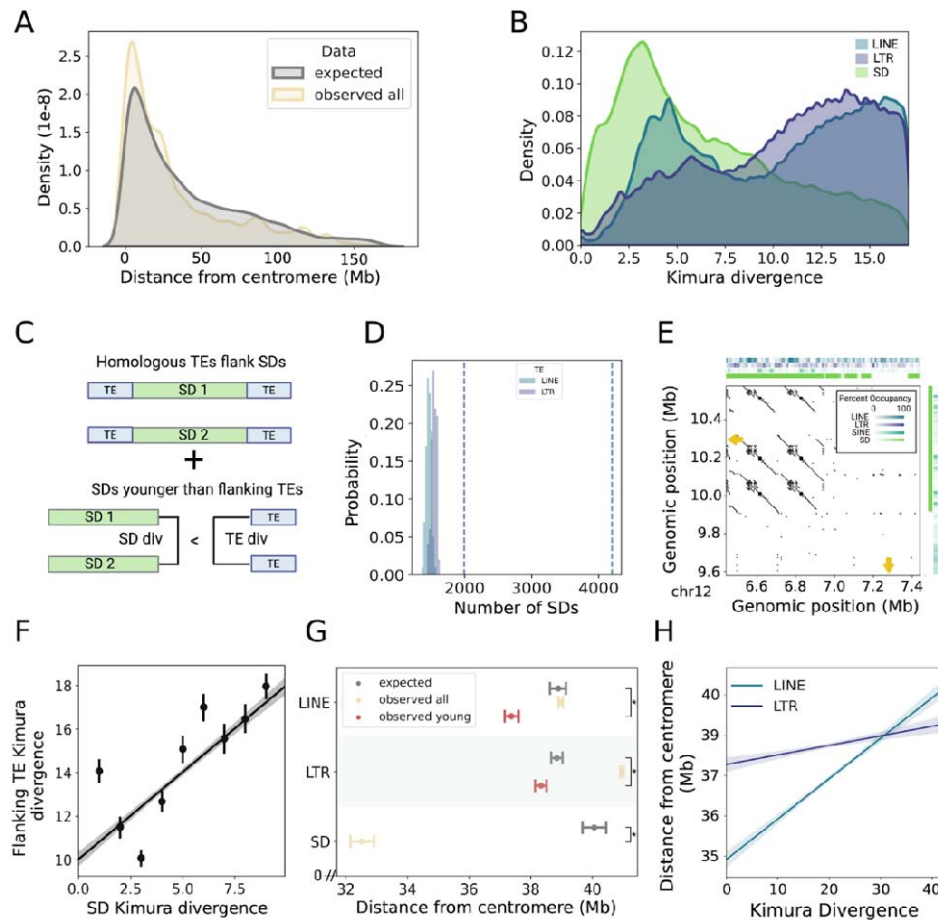 A
Density (1e-8)
2.5
2.0
1.5
1.0
0.5
0.0
0 50 100 150
Distance from centromere (Mb)
Data
expected
observed all
B
Density
0.12
0.10
0.08
0.06
0.04
0.02
0.00
0.0 2.5 5.0 7.5 10.0 12.5 15.0
Kimura divergence
LINE
LTR
SD
C
Homologous TEs flank SDs
TE SD 1 TE
TE SD 2 TE
+
SDs younger than flanking TEs
SD 1 TE
SD div < TE div
SD 2 TE
D
Probability
0.25
0.20
0.15
0.10
0.05
0.00
2000 3000 4000
Number of SDs
TE
LINE
LTR
E
Genomic position (Mb)
10.4
10.2
10.0
9.8
9.6
chr12
6.6 6.8 7.0 7.2 7.4
Genomic position (Mb)
Percent Occupancy
0 100
LINE
LTR
SINE
SD
F
Flanking TE Kimura
divergence
18
16
14
12
10
0.0 2.5 5.0 7.5
SD Kimura divergence
G
expected
observed all
observed young
LINE
LTR
SD
*
*
*
0 //
32 34 36 38 40
Distance from centromere (Mb)
H
Distance from centromere
(Mb)
40
39
37
36
35
LINE
LTR
0 10 20 30 40
Kimura Divergence